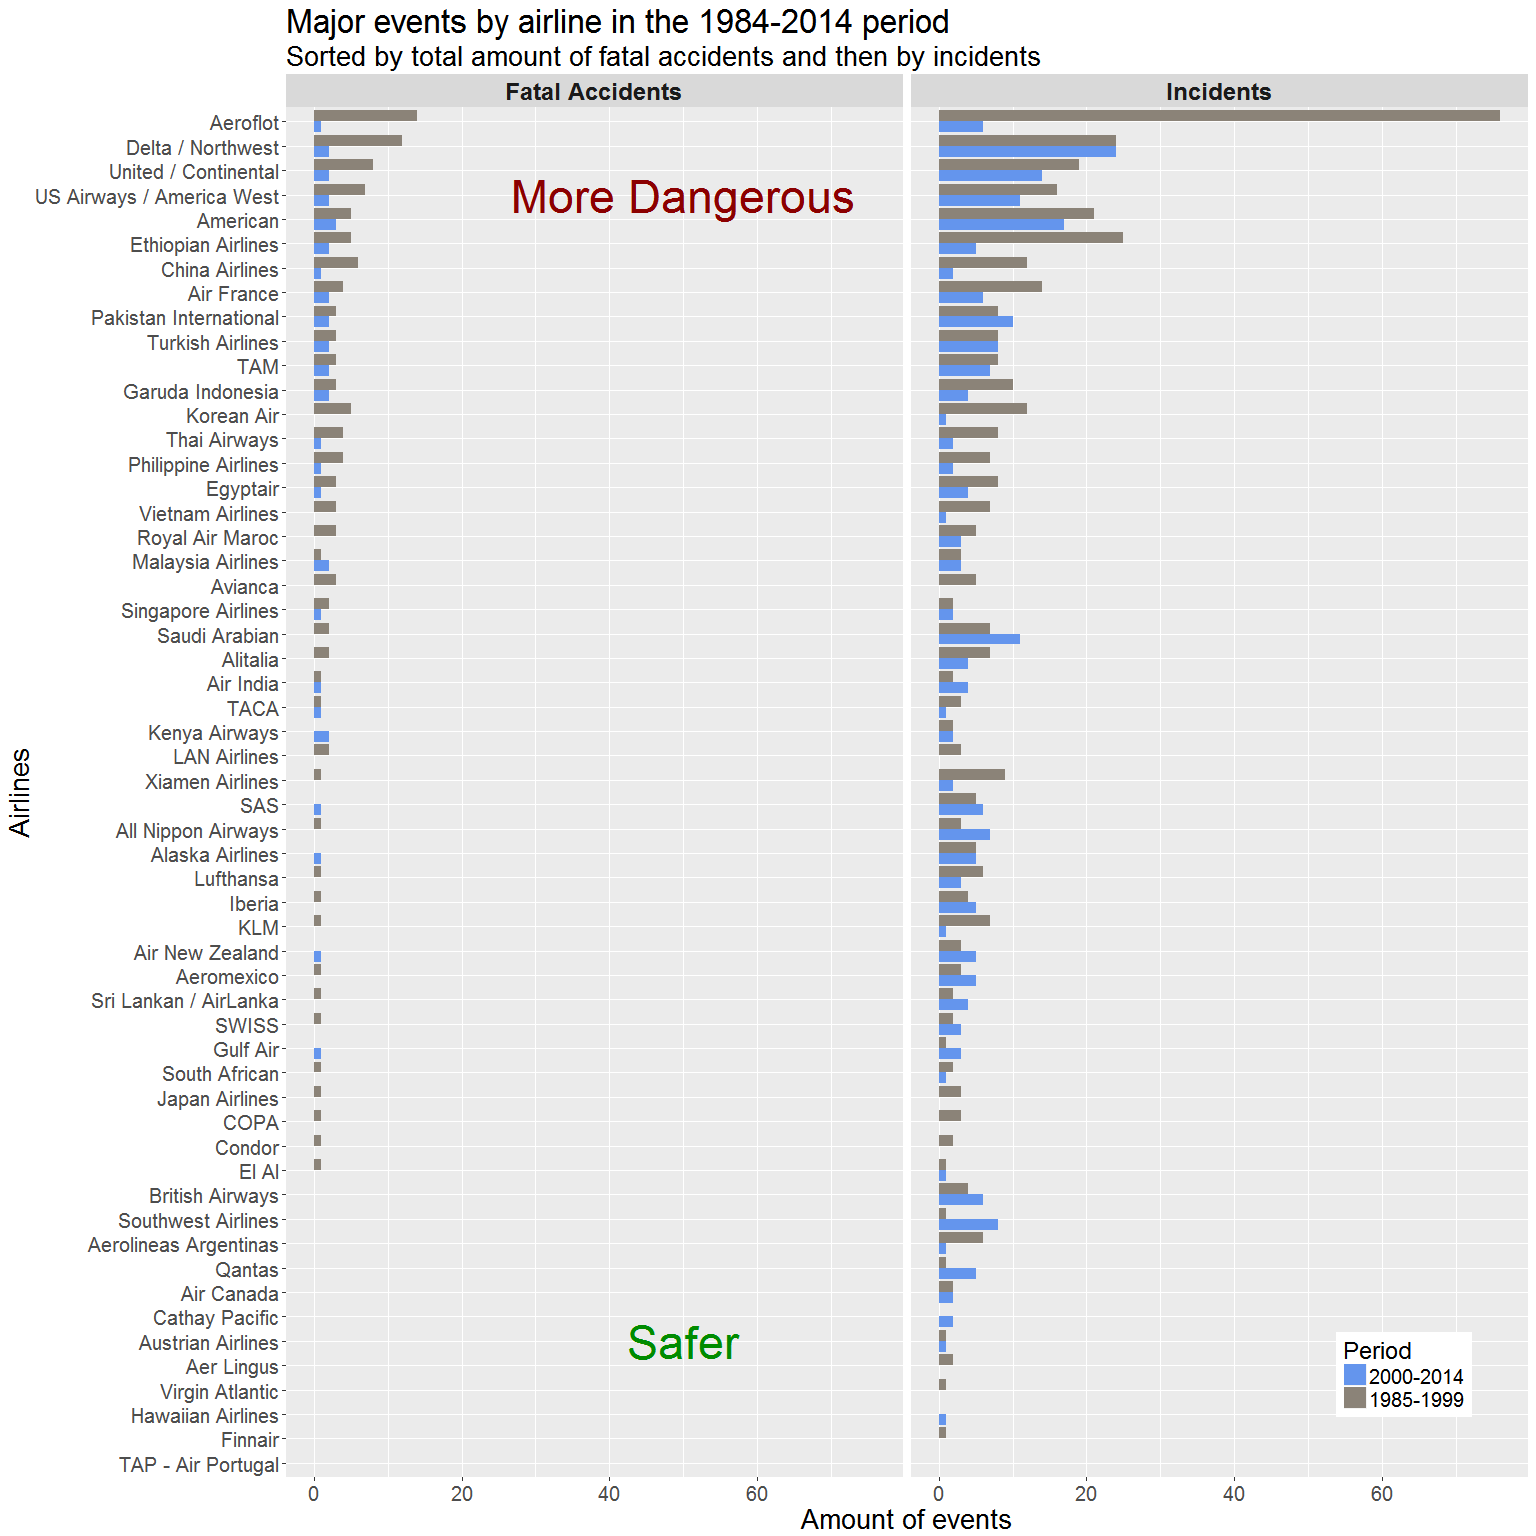 Major events by airline in the 1984-2014 period
Sorted by total amount of fatal accidents and then by incidents
Fatal Accidents
Incidents
Aeroflot
Delta / Northwest
United / Continental
US Airways / America West
American
Ethiopian Airlines
China Airlines
Air France
Pakistan International
Turkish Airlines
TAM
Garuda Indonesia
Korean Air
Thai Airways
Philippine Airlines
Egyptair
Vietnam Airlines
Royal Air Maroc
Malaysia Airlines
Avianca
Singapore Airlines
Saudi Arabian
Alitalia
Air India
TACA
Kenya Airways
LAN Airlines
Xiamen Airlines
SAS
All Nippon Airways
Alaska Airlines
Lufthansa
Iberia
KLM
Air New Zealand
Aeromexico
Sri Lankan / AirLanka
SWISS
Gulf Air
South African
Japan Airlines
COPA
Condor
El Al
British Airways
Southwest Airlines
Aerolineas Argentinas
Qantas
Air Canada
Cathay Pacific
Austrian Airlines
Aer Lingus
Virgin Atlantic
Hawaiian Airlines
Finnair
TAP - Air Portugal
Airlines
More Dangerous
Safer
Period
2000-2014
1985-1999
0 20 40 60
0 20 40 60
Amount of events